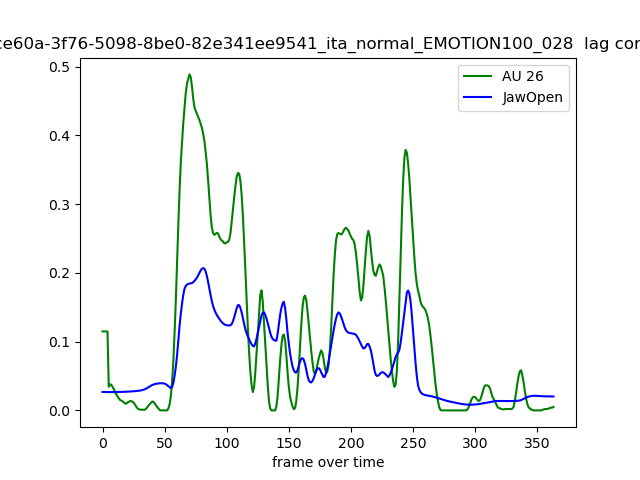 ce60a-3f76-5098-8be0-82e341ee9541_ita_normal_EMOTION100_028 lag cor
AU 26
JawOpen
0.5
0.4
0.3
0.2
0.1
0.0
0 50 100 150 200 250 300 350
frame over time